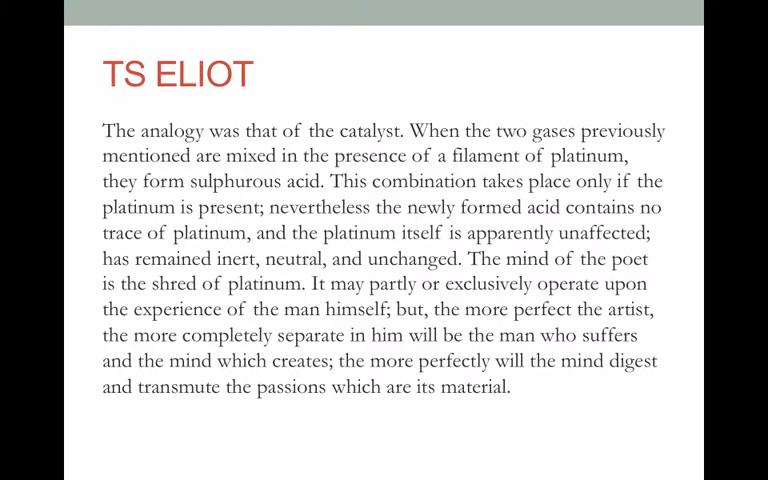 TS ELIOT
The analogy was that of the catalyst. When the two gases previously
mentioned are mixed in the presence of a filament of platinum,
they form sulphurous acid. This combination takes place only if the
platinum is present; nevertheless the newly formed acid contains no
trace of platinum, and the platinum itself is apparently unaffected;
has remained inert, neutral, and unchanged. The mind of the poet
is the shred of platinum. It may partly or exclusively operate upon
the experience of the man himself; but, the more perfect the artist,
the more completely separate in him will be the man who suffers
and the mind which creates; the more perfectly will the mind digest
and transmute the passions which are its material.